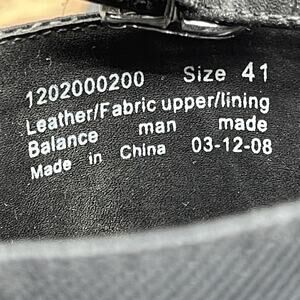 1202000200 Size 41
Leather/Fabric upper/lining
Balance man made
Made in China 03-12-08